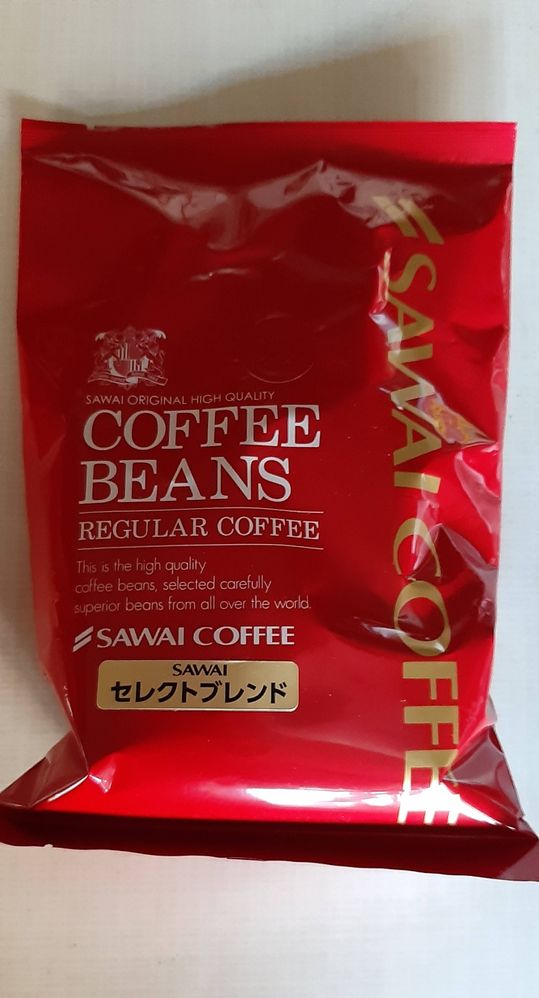 SAWAI ORIGINAL HIGH QUALITY
COFFEE
BEANS
REGULAR COFFEE
This is the high quality
coffee beans, selected carefully
superior beans from all over the world.
SAWAI COFFEE
SAWAI
セレクトブレンド
SAWAI COFFEE